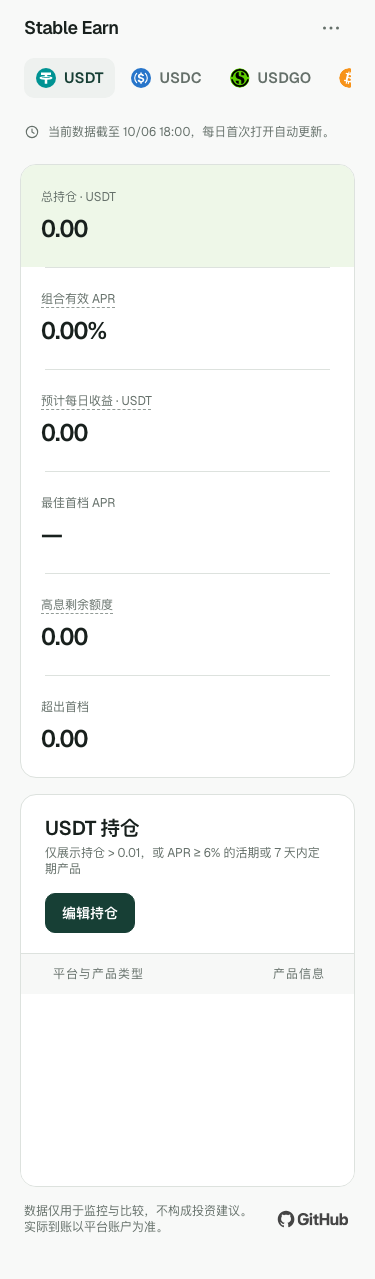 Stable Earn
USDT USDC USDGO
当前数据截至 10/06 18:00，每日首次打开自动更新。
总持仓 · USDT
0.00
组合有效 APR
0.00%
预计每日收益 · USDT
0.00
最佳首档 APR
—
高息剩余额度
0.00
超出首档
0.00
USDT 持仓
仅展示持仓 > 0.01，或 APR ≥ 6% 的活期或 7 天内定
期产品
编辑持仓
平台与产品类型 产品信息
数据仅用于监控与比较，不构成投资建议。
实际到账以平台账户为准。
GitHub